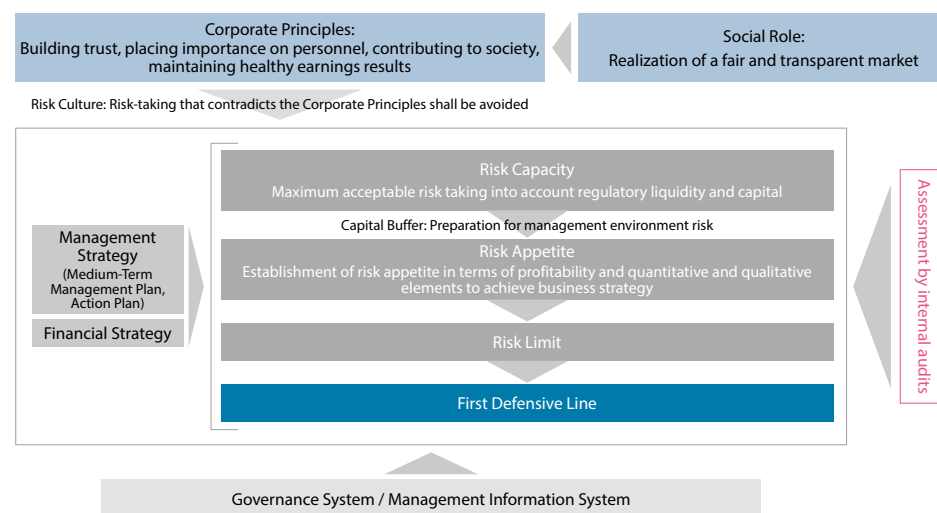 Corporate Principles:
Building trust, placing importance on personnel, contributing to society,
maintaining healthy earnings results
Social Role:
Realization of a fair and transparent market
Risk Culture: Risk-taking that contradicts the Corporate Principles shall be avoided
Risk Capacity
Maximum acceptable risk taking into account regulatory liquidity and capital
Capital Buffer: Preparation for management environment risk
Risk Appetite
Establishment of risk appetite in terms of profitability and quantitative and qualitative
elements to achieve business strategy
Risk Limit
First Defensive Line
Management
Strategy
(Medium-Term
Management Plan,
Action Plan)
Financial Strategy
Assessment by internal audits
Governance System / Management Information System